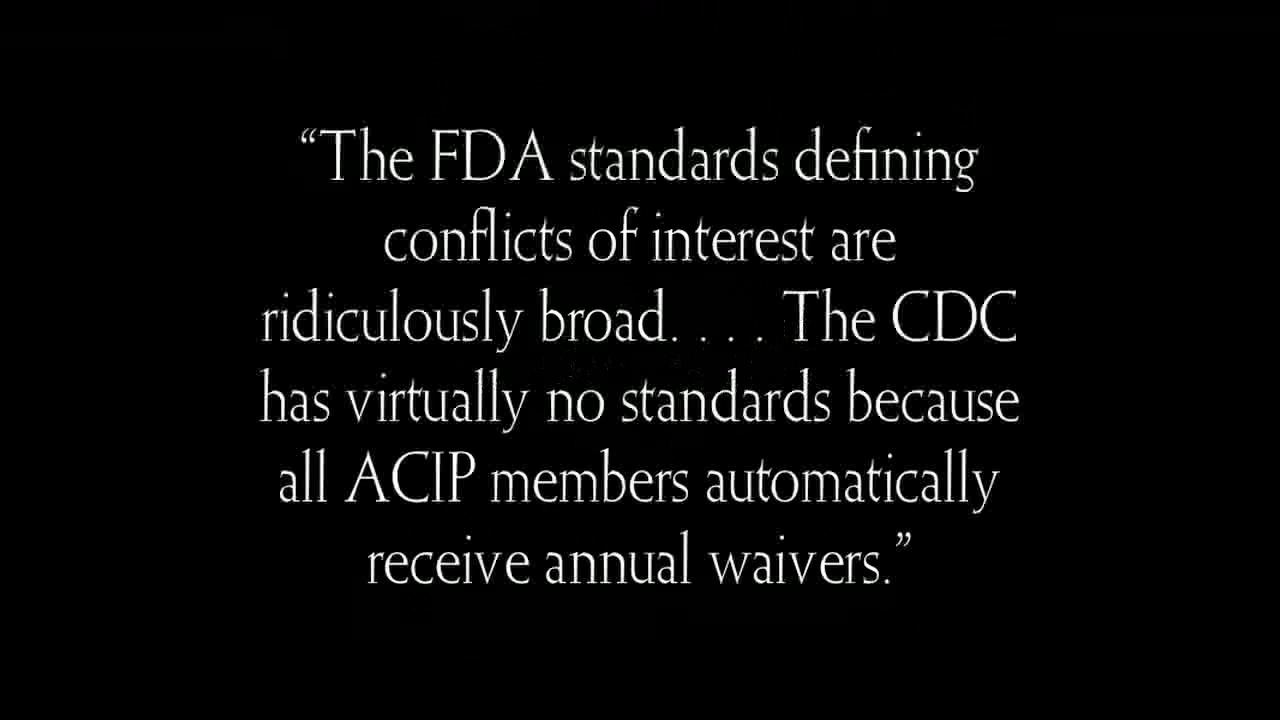 “The FDA standards defining
conflicts of interest are
ridiculously broad. . . . The CDC
has virtually no standards because
all ACIP members automatically
receive annual waivers.”